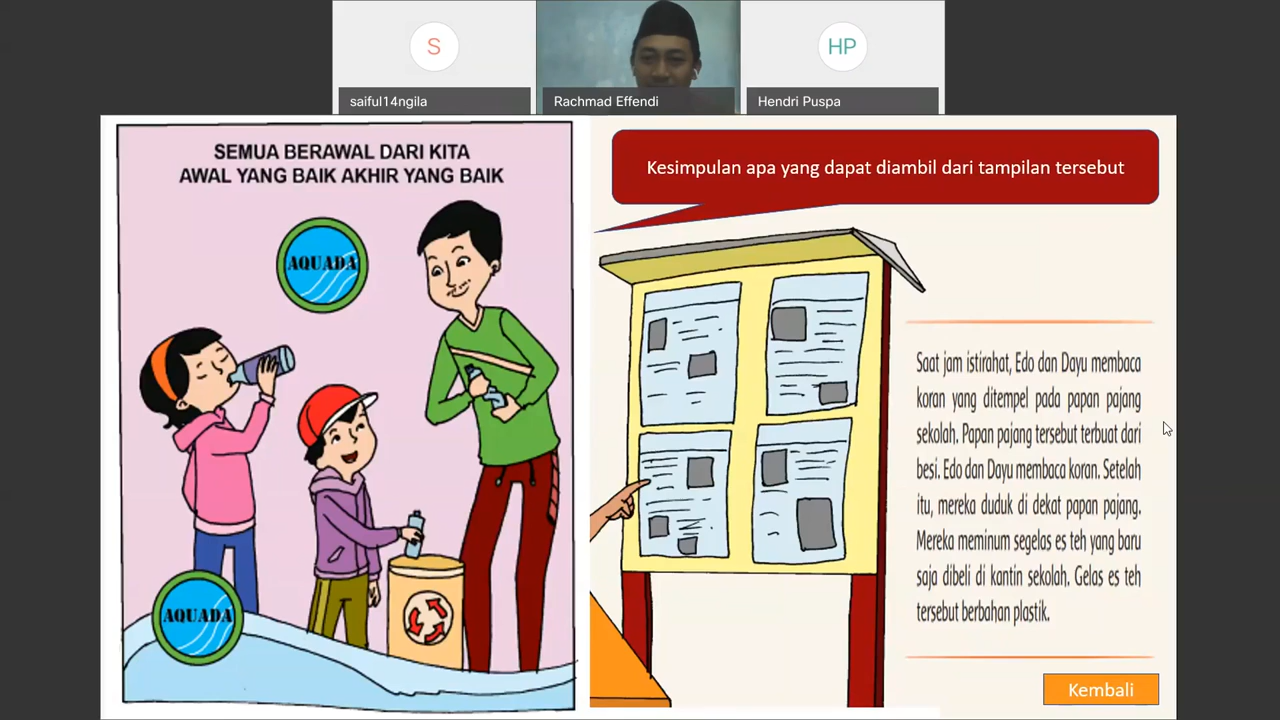 S
HP
saiful14ngila
Rachmad Effendi
Hendri Puspa
SEMUA BERAWAL DARI KITA
AWAL YANG BAIK AKHIR YANG BAIK
AQUADA
AQUADA
Kesimpulan apa yang dapat diambil dari tampilan tersebut
Saat jam istirahat, Edo dan Dayu membaca
koran yang ditempel pada papan pajang
sekolah. Papan pajang tersebut terbuat dari
besi. Edo dan Dayu membaca koran. Setelah
itu, mereka duduk di dekat papan pajang.
Mereka meminum segelas es teh yang baru
saja dibeli di kantin sekolah. Gelas es teh
tersebut berbahan plastik.
Kembali